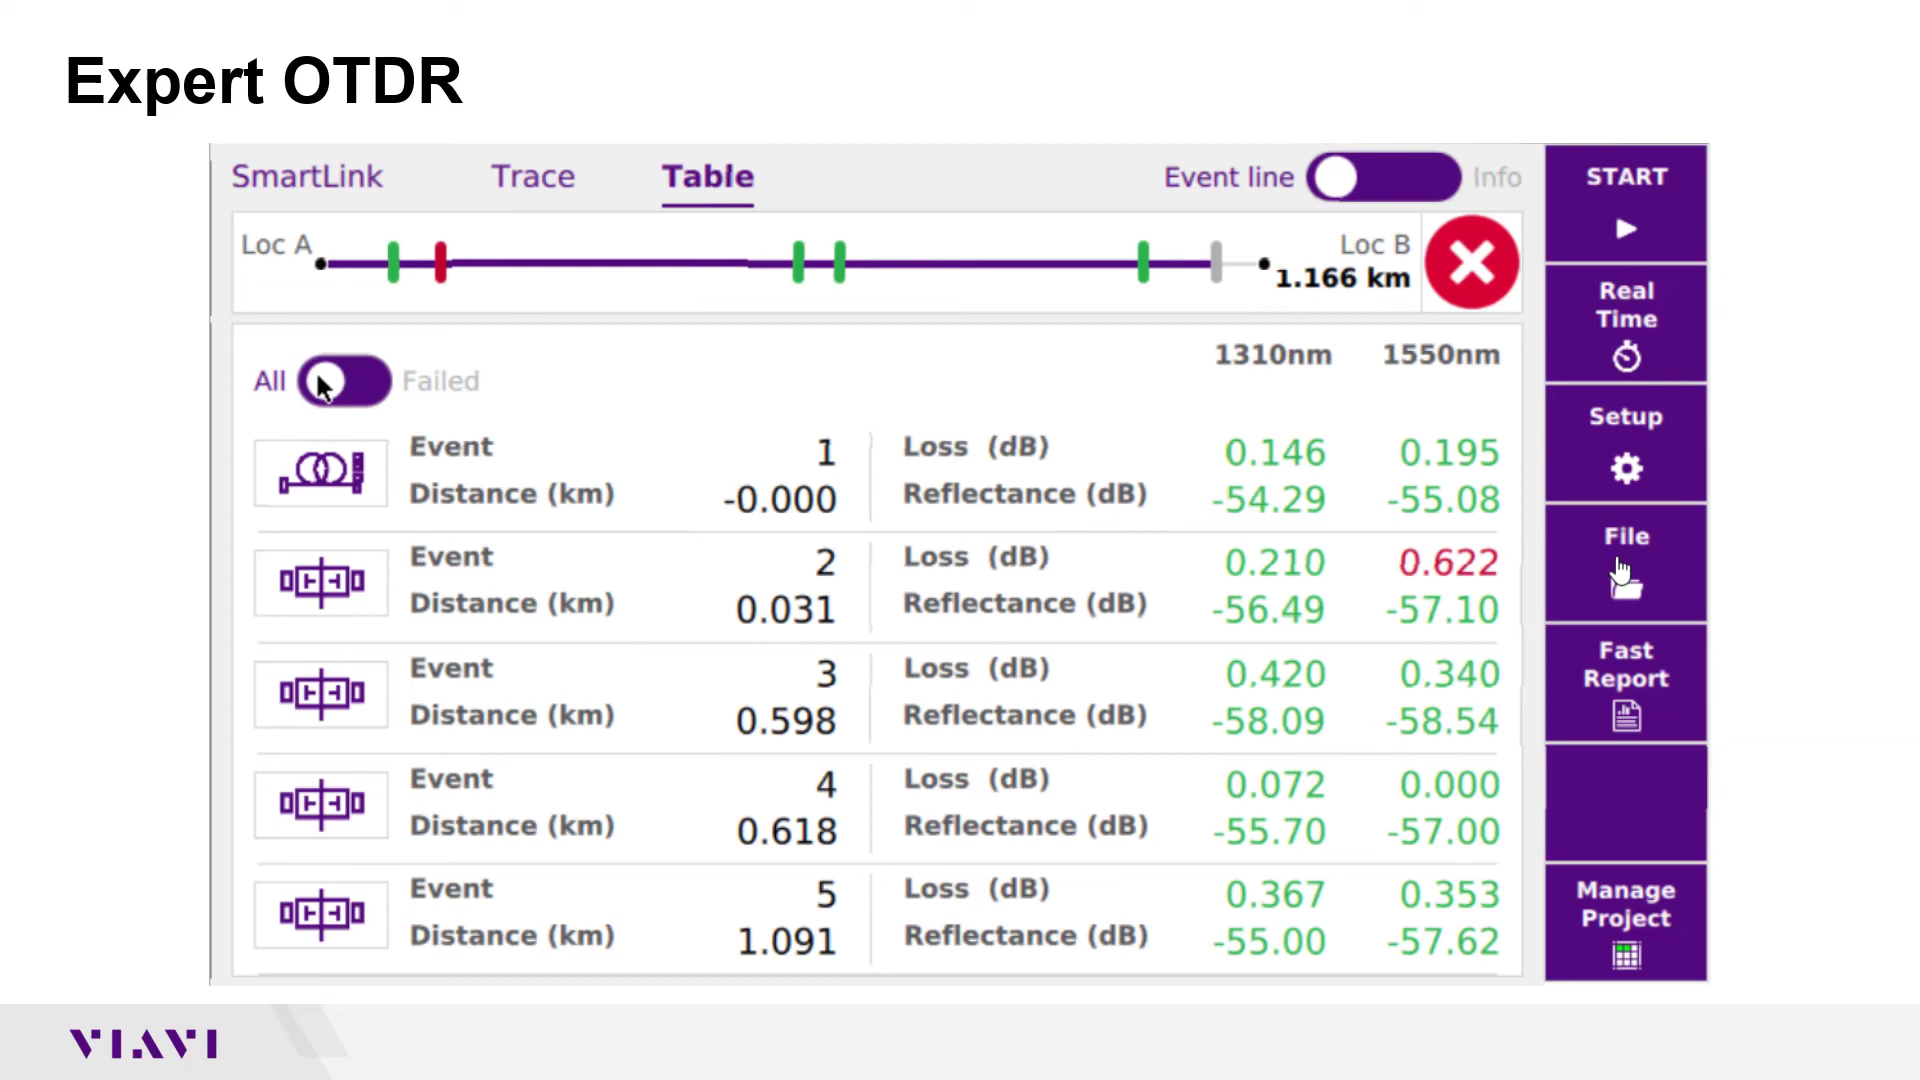 Expert OTDR
SmartLink Trace Table Event line Info
START
Loc A Loc B
1.166 km
Real
Time
All Failed 1310nm 1550nm
Setup
File
Fast
Report
Manage
Project
Event 1 Loss (dB) 0.146 0.195
Distance (km) -0.000 Reflectance (dB) -54.29 -55.08
Event 2 Loss (dB) 0.210 0.622
Distance (km) 0.031 Reflectance (dB) -56.49 -57.10
Event 3 Loss (dB) 0.420 0.340
Distance (km) 0.598 Reflectance (dB) -58.09 -58.54
Event 4 Loss (dB) 0.072 0.000
Distance (km) 0.618 Reflectance (dB) -55.70 -57.00
Event 5 Loss (dB) 0.367 0.353
Distance (km) 1.091 Reflectance (dB) -55.00 -57.62
VIAVI